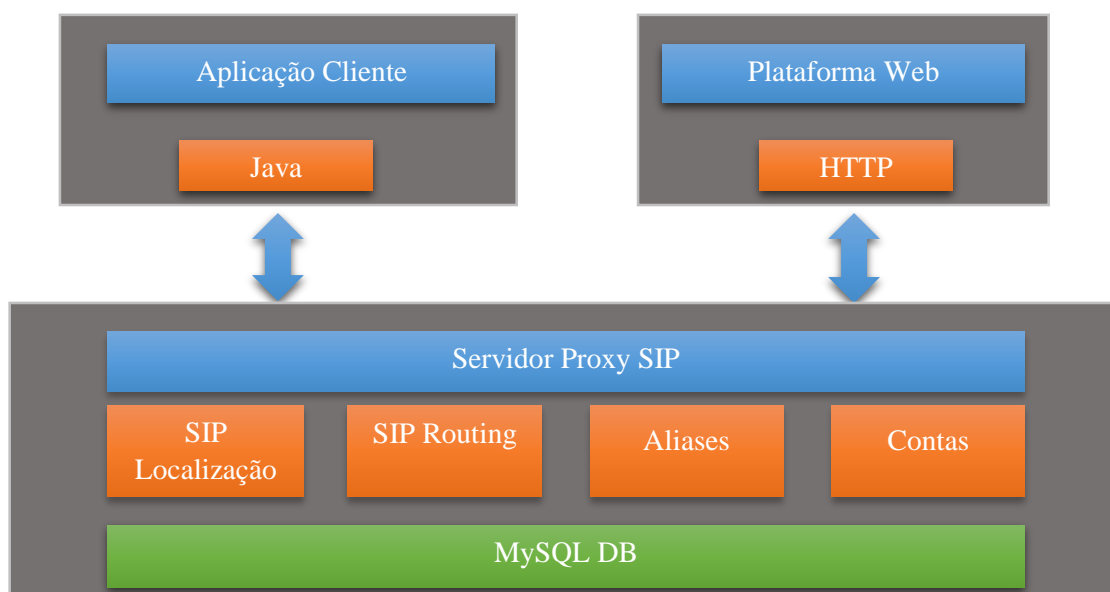 Aplicação Cliente
Plataforma Web
Java
HTTP
Servidor Proxy SIP
SIP
Localização
SIP Routing
Aliases
Contas
MySQL DB